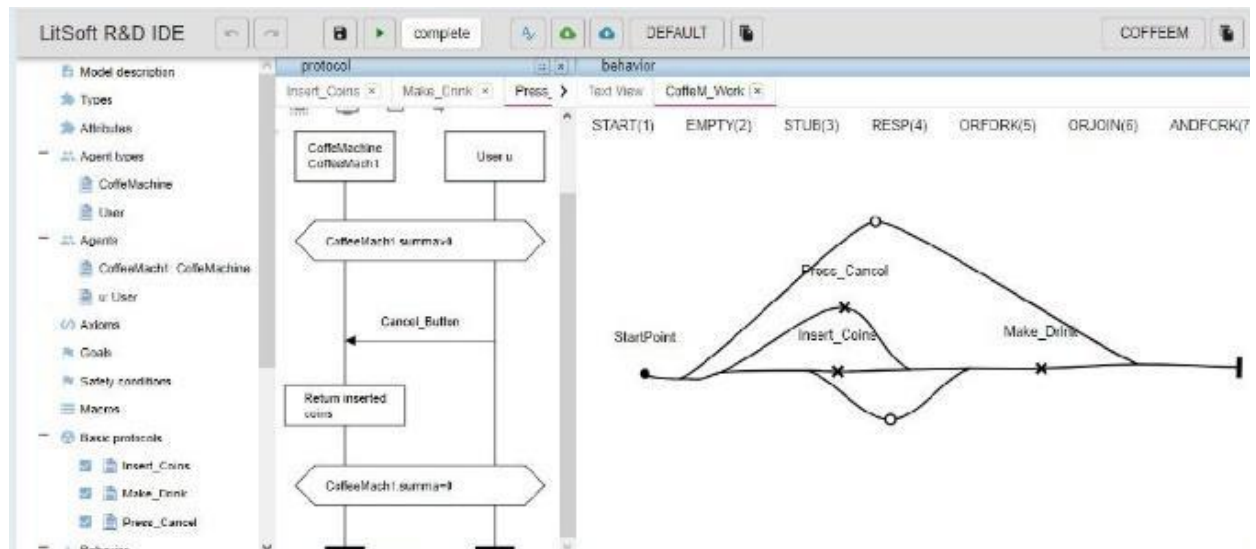 LitSoft R&D IDE
complete
DEFAULT
COFFEEM
Model description
Types
Attributes
Agent types
CoffeMachine
User
Agents
CoffeeMach1: CoffeMachine
u: User
Axioms
Goals
Safety conditions
Macros
Basic protocols
Insert_Coins
Make_Drink
Press_Cancel
protocol
Insert_Coins
Make_Drink
Press_
CoffeMachine
CoffeeMach1
User u
CoffeeMach1.summa>0
Cancel_Button
Return inserted
coins
CoffeeMach1.summa=0
behavior
Text View
CoffeM_Work
START(1)
EMPTY(2)
STUB(3)
RESP(4)
ORFORK(5)
ORJOIN(6)
ANDFORK(7
Press_Cancel
StartPoint
Insert_Coins
Make_Drink